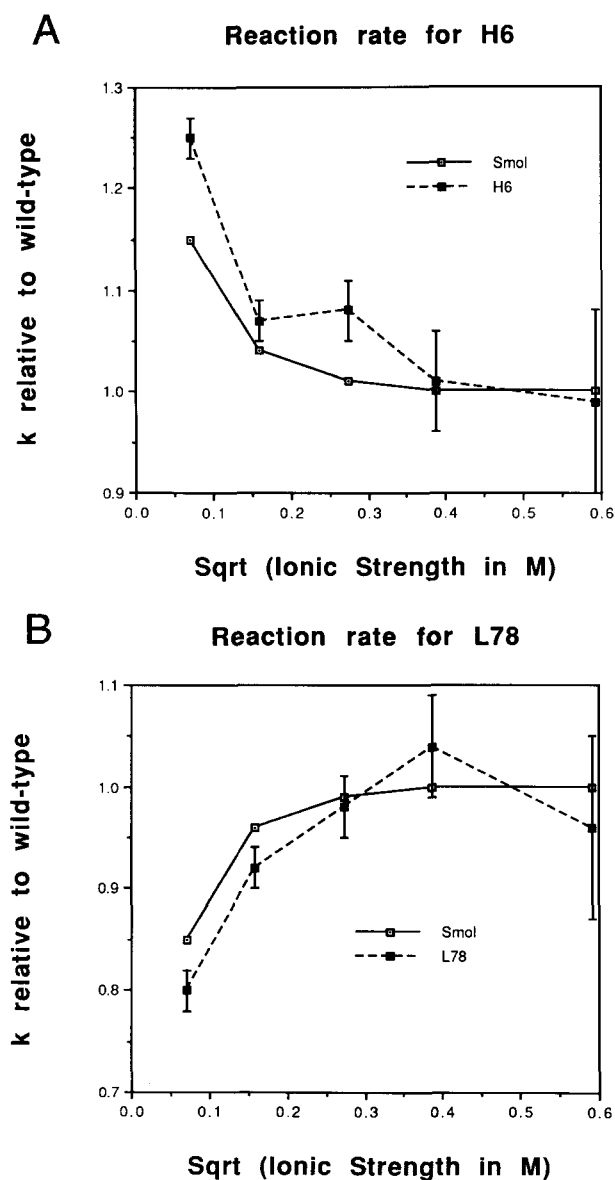 A
Reaction rate for H6
k relative to wild-type
1.3
1.2
1.1
1.0
0.9
Smol
H6
0.0 0.1 0.2 0.3 0.4 0.5 0.6
Sqrt (Ionic Strength in M)
B
Reaction rate for L78
k relative to wild-type
1.1
1.0
0.9
0.8
0.7
Smol
L78
0.0 0.1 0.2 0.3 0.4 0.5 0.6
Sqrt (Ionic Strength in M)